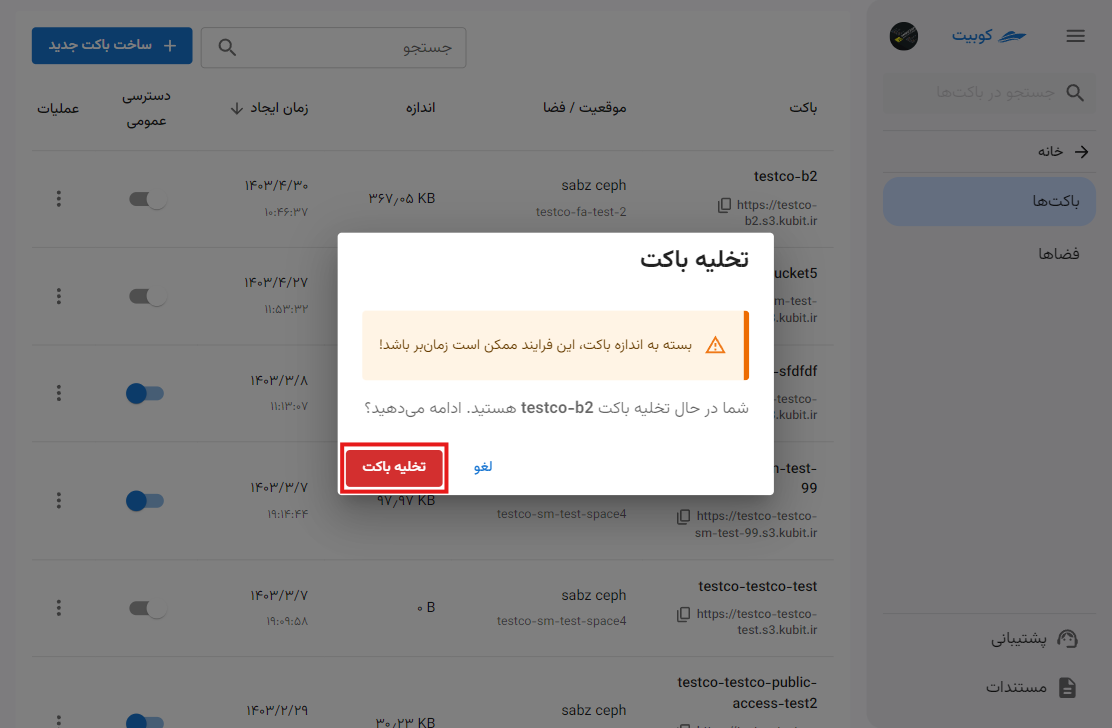 کوبیت
جستجو در باکت‌ها
خانه
باکت‌ها
فضاها
پشتیبانی
مستندات
جستجو
ساخت باکت جدید
باکت
موقعیت / فضا
اندازه
زمان ایجاد
دسترسی
عمومی
عملیات
testco-b2
https://testco-
b2.s3.kubit.ir
sabz ceph
testco-fa-test-2
۳۶۷٫۰۵ KB
۱۴۰۳/۴/۳۰
۱۰:۴۶:۳۷
ucket5
m-test-
3.kubit.ir
۱۴۰۳/۴/۲۷
۱۱:۵۳:۳۲
-sfdfdf
testco-
3.kubit.ir
۱۴۰۳/۳/۸
۱۱:۱۳:۰۷
تخلیه باکت
بسته به اندازه باکت، این فرایند ممکن است زمان‌بر باشد!
شما در حال تخلیه باکت testco-b2 هستید. ادامه می‌دهید؟
لغو
تخلیه باکت
-test-
99
https://testco-testco-
sm-test-99.s3.kubit.ir
testco-sm-test-space4
۹۷٫۹۷ KB
۱۴۰۳/۳/۷
۱۹:۱۴:۴۴
testco-testco-test
https://testco-testco-
test.s3.kubit.ir
sabz ceph
testco-sm-test-space4
۰ B
۱۴۰۳/۳/۷
۱۹:۰۹:۵۸
testco-testco-public-
access-test2
sabz ceph
۳۰٫۲۳ KB
۱۴۰۳/۲/۲۹